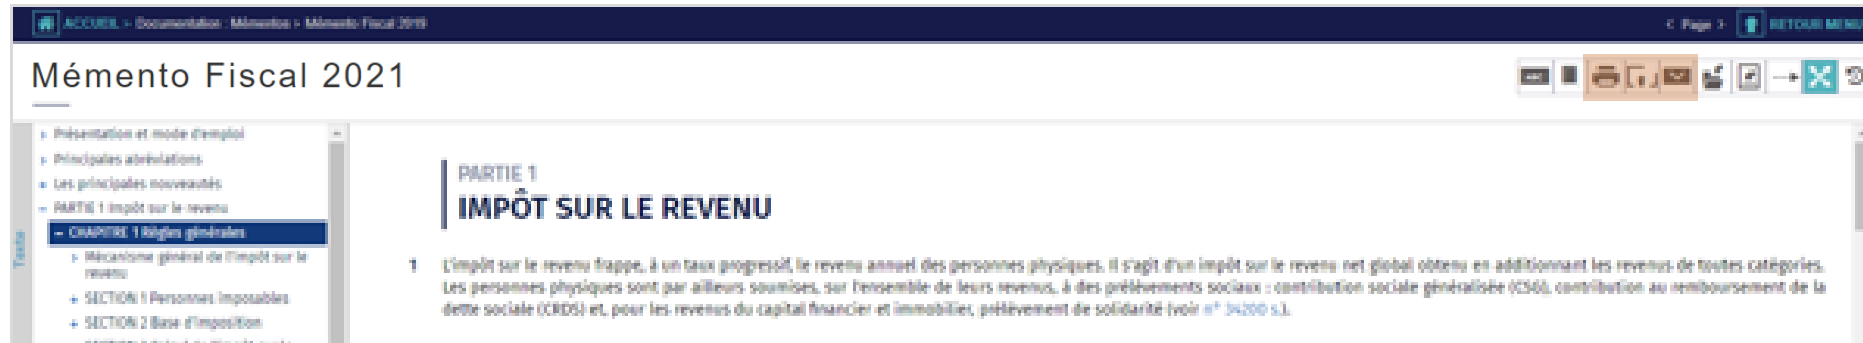 ACCUEIL > Documentation : Mémentos > Mémento Fiscal 2019
< Page >
RETOUR MENU
Mémento Fiscal 2021
Texte
Présentation et mode d'emploi
Principales abréviations
Les principales nouveautés
PARTIE 1 Impôt sur le revenu
CHAPITRE 1 Règles générales
Mécanisme général de l'impôt sur le
revenu
SECTION 1 Personnes imposables
SECTION 2 Base d'imposition
PARTIE 1
IMPÔT SUR LE REVENU
1 L'impôt sur le revenu frappe, à un taux progressif, le revenu annuel des personnes physiques. Il s'agit d'un impôt sur le revenu net global obtenu en additionnant les revenus de toutes catégories.
Les personnes physiques sont par ailleurs soumises, sur l'ensemble de leurs revenus, à des prélèvements sociaux : contribution sociale généralisée (CSG), contribution au remboursement de la
dette sociale (CRDS) et, pour les revenus du capital financier et immobilier, prélèvement de solidarité (voir n° 34200 s.).